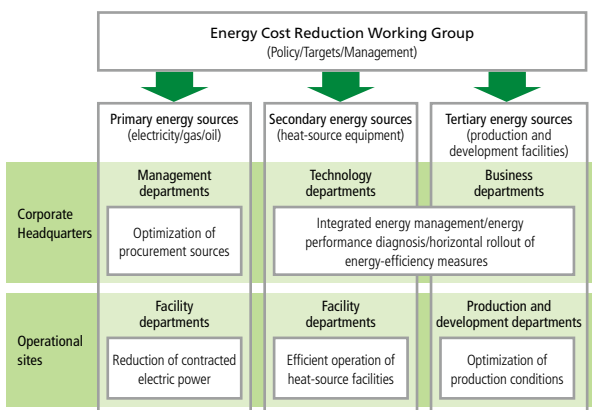 Energy Cost Reduction Working Group
(Policy/Targets/Management)
Primary energy sources
(electricity/gas/oil)
Secondary energy sources
(heat-source equipment)
Tertiary energy sources
(production and
development facilities)
Corporate
Headquarters
Management
departments
Technology
departments
Business
departments
Optimization of
procurement sources
Integrated energy management/energy
performance diagnosis/horizontal rollout of
energy-efficiency measures
Operational
sites
Facility
departments
Facility
departments
Production and
development departments
Reduction of contracted
electric power
Efficient operation of
heat-source facilities
Optimization of
production conditions